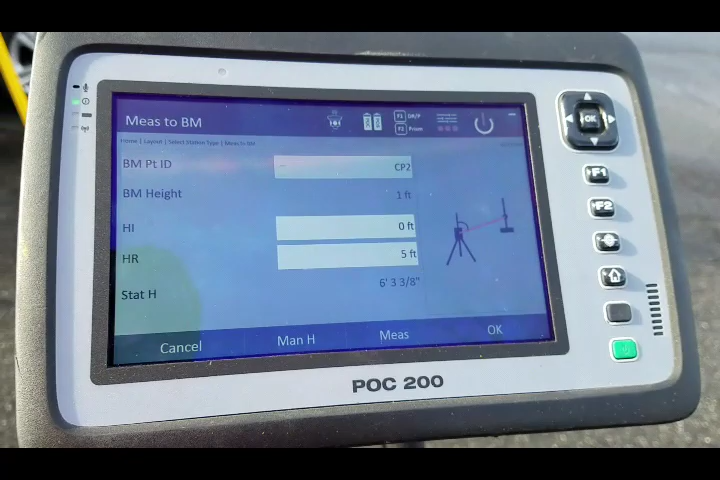 Meas to BM
F1 DR/P
F2 Prism
Home | Layout | Select Station Type | Meas to BM
BM Pt ID
CP2
BM Height
1 ft
HI
0 ft
HR
5 ft
Stat H
6' 3 3/8"
Cancel
Man H
Meas
OK
OK
F1
F2
POC 200